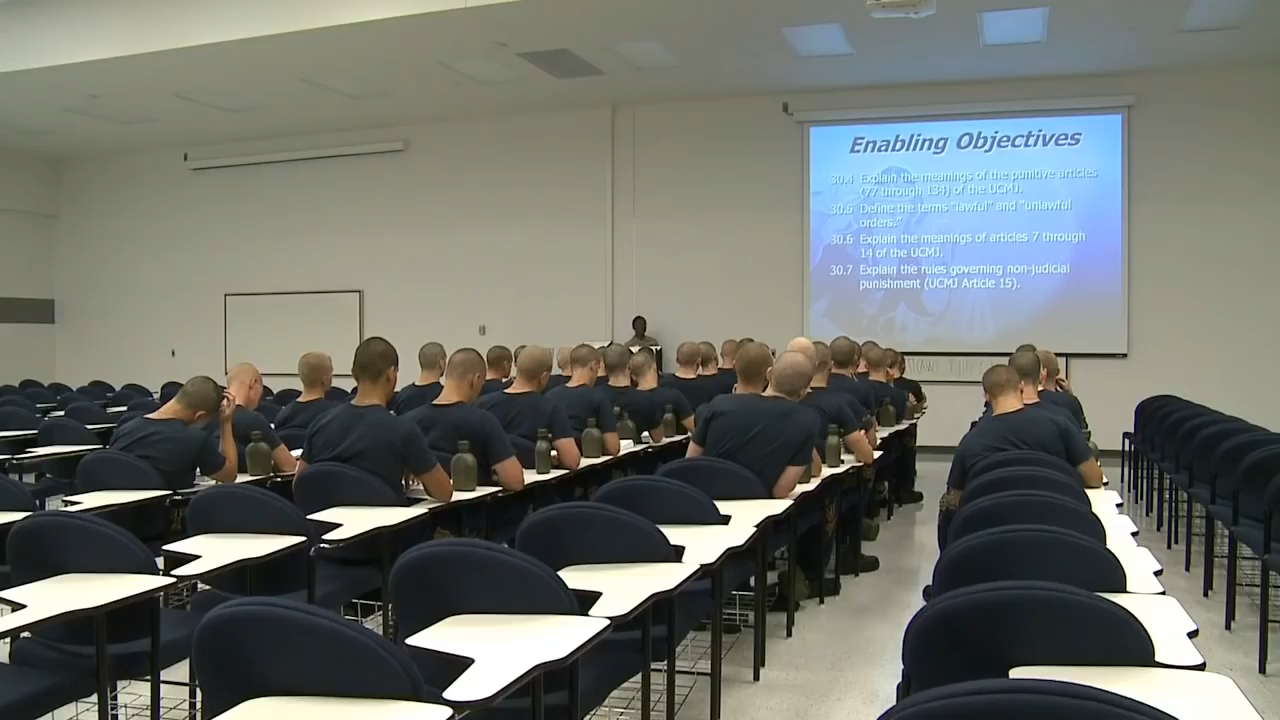 Enabling Objectives
30.4 Explain the meanings of the punitive articles
(77 through 134) of the UCMJ.
30.5 Define the terms "lawful" and "unlawful
orders."
30.6 Explain the meanings of articles 7 through
14 of the UCMJ.
30.7 Explain the rules governing non-judicial
punishment (UCMJ Article 15).